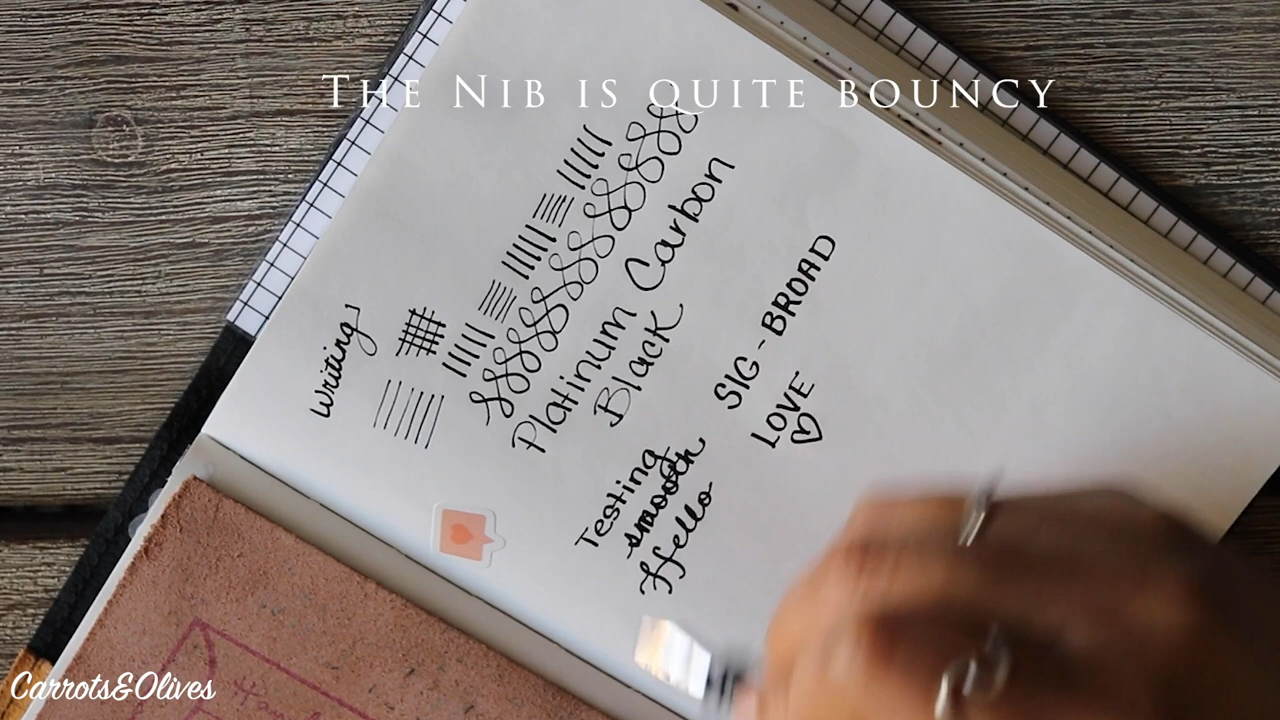 THE NIB IS QUITE BOUNCY
Writing
Platinum Carbon
Black
SIG - BROAD
LOVE
Testing
smooth
Hello
Carrots&Olives